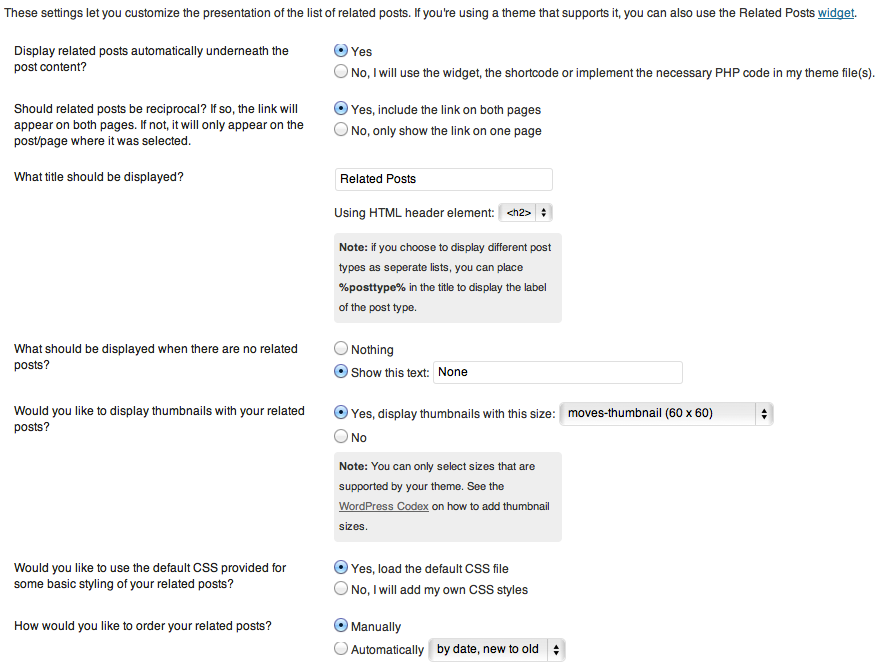 These settings let you customize the presentation of the list of related posts. If you're using a theme that supports it, you can also use the Related Posts widget.
Display related posts automatically underneath the
post content?
Yes
No, I will use the widget, the shortcode or implement the necessary PHP code in my theme file(s).
Should related posts be reciprocal? If so, the link will
appear on both pages. If not, it will only appear on the
post/page where it was selected.
Yes, include the link on both pages
No, only show the link on one page
What title should be displayed?
Related Posts
Using HTML header element: <h2>
Note: if you choose to display different post
types as seperate lists, you can place
%posttype% in the title to display the label
of the post type.
What should be displayed when there are no related
posts?
Nothing
Show this text: None
Would you like to display thumbnails with your related
posts?
Yes, display thumbnails with this size: moves-thumbnail (60 x 60)
No
Note: You can only select sizes that are
supported by your theme. See the
WordPress Codex on how to add thumbnail
sizes.
Would you like to use the default CSS provided for
some basic styling of your related posts?
Yes, load the default CSS file
No, I will add my own CSS styles
How would you like to order your related posts?
Manually
Automatically by date, new to old